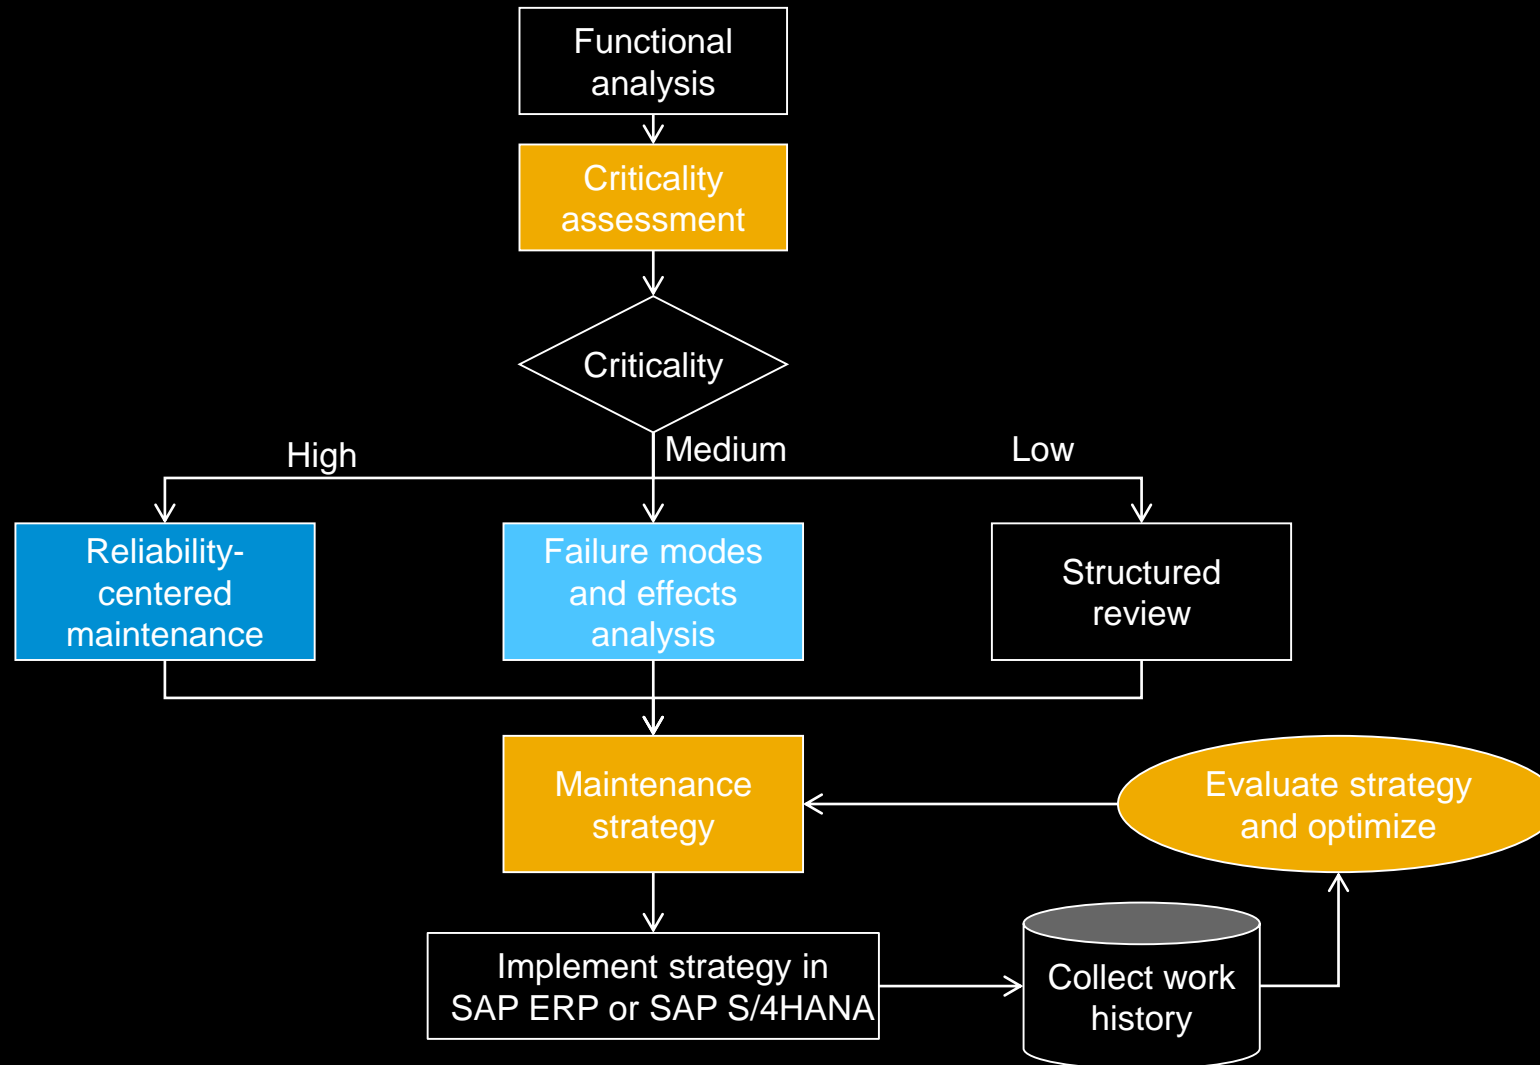 Functional
analysis
Criticality
assessment
Criticality
High
Medium
Low
Reliability-
centered
maintenance
Failure modes
and effects
analysis
Structured
review
Maintenance
strategy
Evaluate strategy
and optimize
Implement strategy in
SAP ERP or SAP S/4HANA
Collect work
history